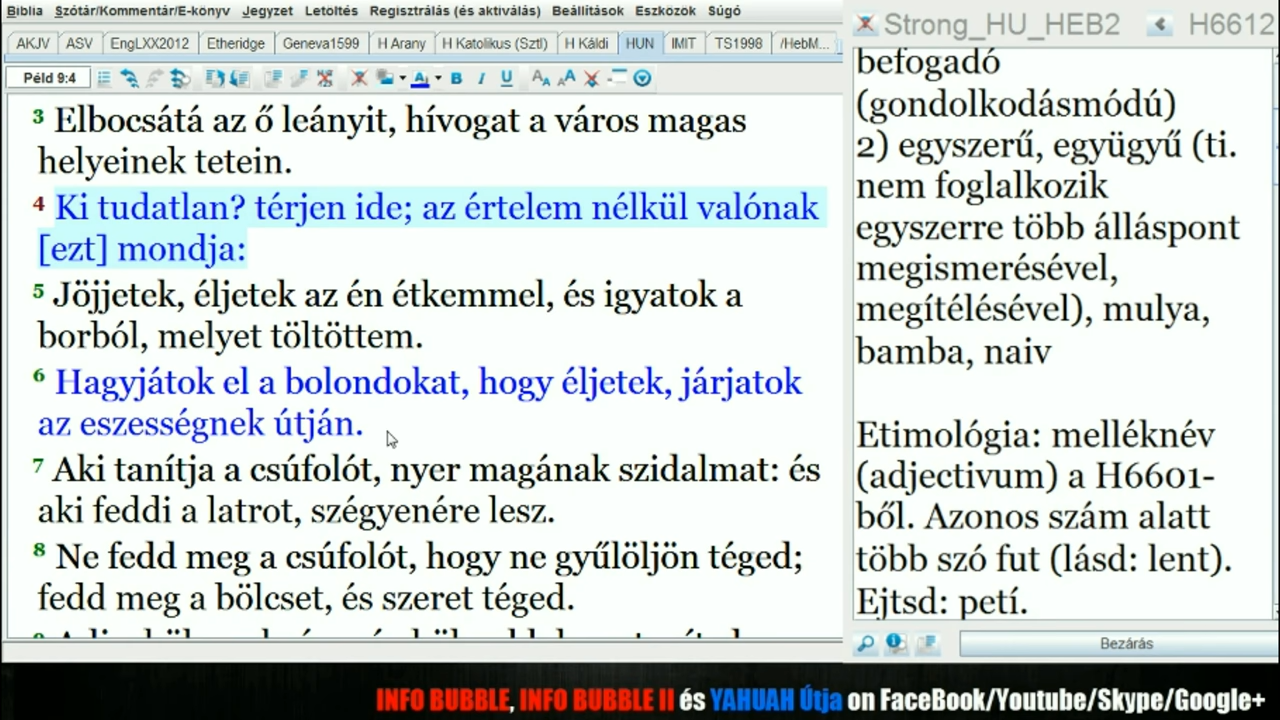 Biblia Szótár/Kommentár/E-könyv Jegyzet Letöltés Regisztrálás (és aktiválás) Beállítások Eszközök Súgó
AKJV ASV EngLXX2012 Etheridge Geneva1599 H Arany H Katolikus (Sztl) H Káldi HUN IMIT TS1998 /HebM...
Péld 9:4
3 Elbocsátá az ő leányit, hívogat a város magas
helyeinek tetein.
4 Ki tudatlan? térjen ide; az értelem nélkül valónak
[ezt] mondja:
5 Jöjjetek, éljetek az én étkemmel, és igyatok a
borból, melyet töltöttem.
6 Hagyjátok el a bolondokat, hogy éljetek, járjatok
az eszességnek útján.
7 Aki tanítja a csúfolót, nyer magának szidalmat: és
aki feddi a latrot, szégyenére lesz.
8 Ne fedd meg a csúfolót, hogy ne gyűlöljön téged;
fedd meg a bölcset, és szeret téged.
Strong_HU_HEB2 H6612
befogadó
(gondolkodásmódú)
2) egyszerű, együgyű (ti.
nem foglalkozik
egyszerre több álláspont
megismerésével,
megítélésével), mulya,
bamba, naiv
Etimológia: melléknév
(adjectivum) a H6601-
ből. Azonos szám alatt
több szó fut (lásd: lent).
Ejtsd: petí.
Bezárás
INFO BUBBLE, INFO BUBBLE II és YAHUAH Útja on FaceBook/Youtube/Skype/Google+